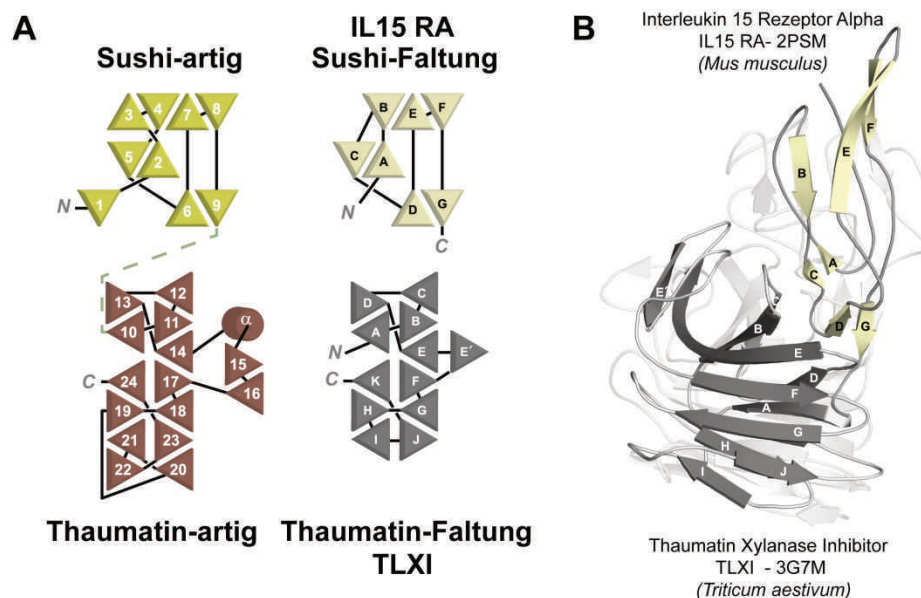 A
Sushi-artig
IL15 RA
Sushi-Faltung
3 4 7 8
5 2
N 1 6 9
B E F
C A
N D G
C
13 12
10 11 α
14 15
C 24 17 16
19 18
21 23
22 20
D C
A B
N E E'
C K F
H G
I J
Thaumatin-artig
Thaumatin-Faltung
TLXI
B
Interleukin 15 Rezeptor Alpha
IL15 RA- 2PSM
(Mus musculus)
F
B E
A
C
D G
E' C
B
E
D
F
A
G
H
I J
Thaumatin Xylanase Inhibitor
TLXI - 3G7M
(Triticum aestivum)